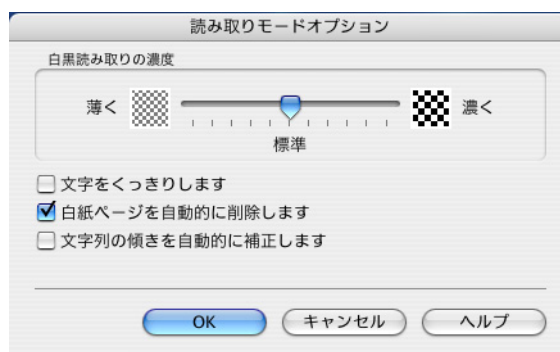 読み取りモードオプション
白黒読み取りの濃度
薄く 濃く
標準
文字をくっきりします
白紙ページを自動的に削除します
文字列の傾きを自動的に補正します
OK キャンセル ヘルプ